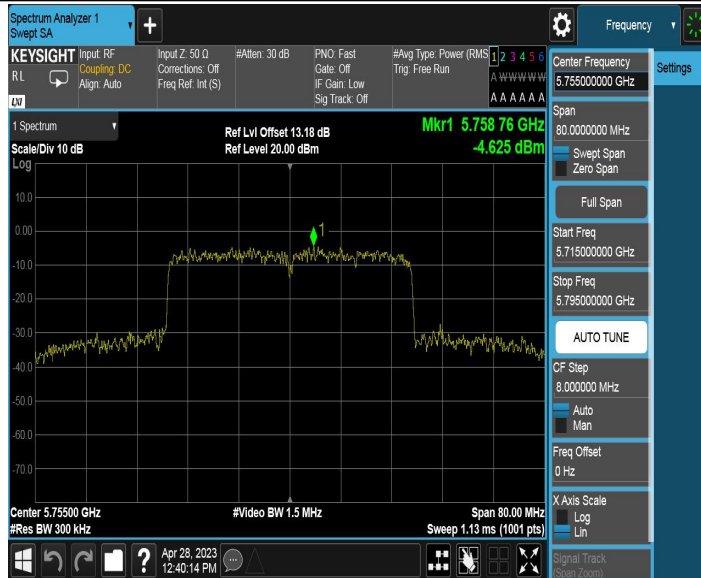 Spectrum Analyzer 1
Swept SA
Frequency
KEYSIGHT
RL
LXI
Input: RF
Coupling: DC
Align: Auto
Input Z: 50 Ω
Corrections: Off
Freq Ref: Int (S)
#Atten: 30 dB
PNO: Fast
Gate: Off
IF Gain: Low
Sig Track: Off
#Avg Type: Power (RMS
Trig: Free Run
1 2 3 4 5 6
A W W W W W
A A A A A A
1 Spectrum
Scale/Div 10 dB
Log
Ref Lvl Offset 13.18 dB
Ref Level 20.00 dBm
Mkr1 5.758 76 GHz
-4.625 dBm
10.0
0.00
-10.0
-20.0
-30.0
-40.0
-50.0
-60.0
-70.0
1
Center 5.75500 GHz
#Res BW 300 kHz
#Video BW 1.5 MHz
Span 80.00 MHz
Sweep 1.13 ms (1001 pts)
Apr 28, 2023
12:40:14 PM
Center Frequency
5.755000000 GHz
Settings
Span
80.0000000 MHz
Swept Span
Zero Span
Full Span
Start Freq
5.715000000 GHz
Stop Freq
5.795000000 GHz
AUTO TUNE
CF Step
8.000000 MHz
Auto
Man
Freq Offset
0 Hz
X Axis Scale
Log
Lin
Signal Track
(Span Zoom)